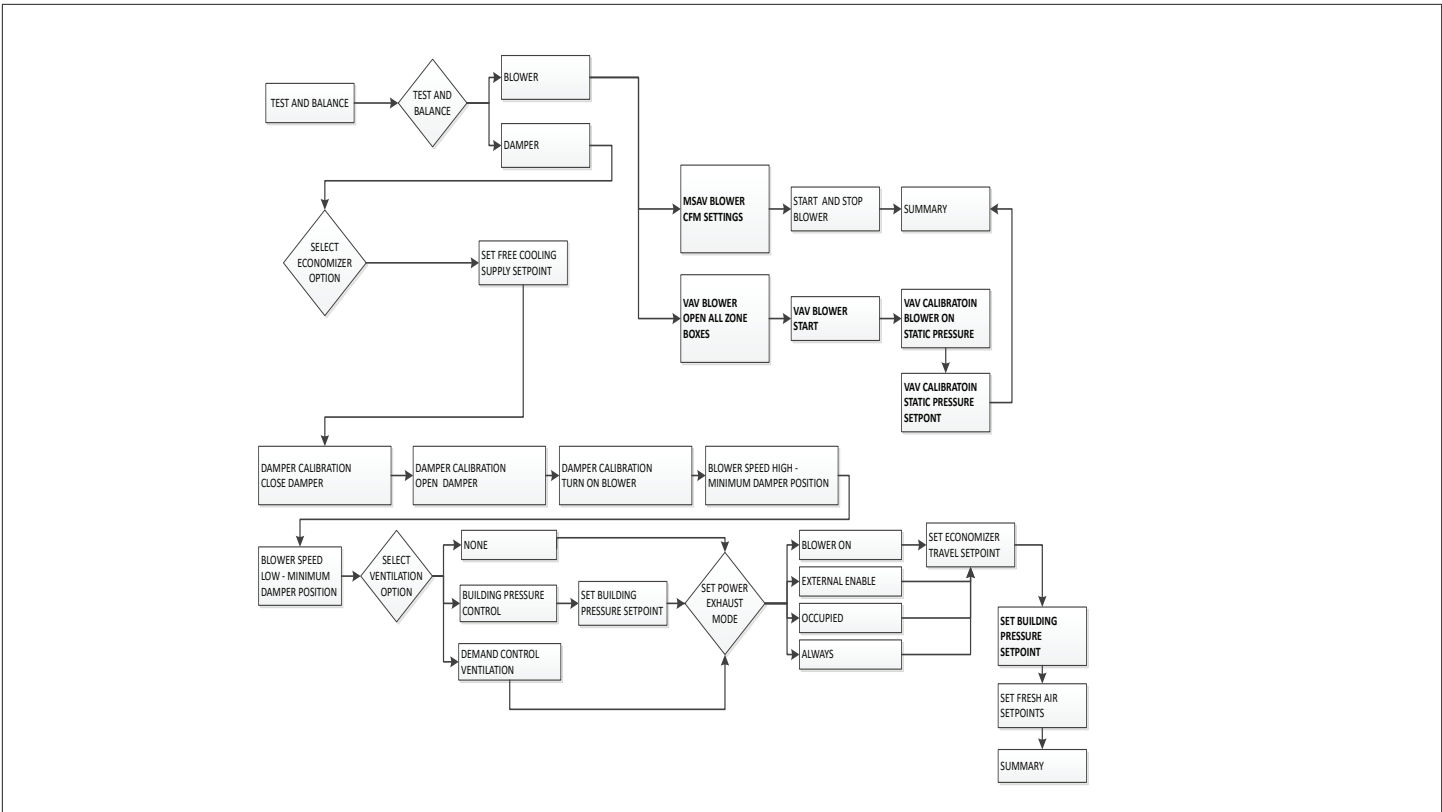 TEST AND BALANCE
TEST AND
BALANCE
BLOWER
DAMPER
SELECT
ECONOMIZER
OPTION
SET FREE COOLING
SUPPLY SETPOINT
MSAV BLOWER
CFM SETTINGS
START AND STOP
BLOWER
SUMMARY
VAV BLOWER
OPEN ALL ZONE
BOXES
VAV BLOWER
START
VAV CALIBRATOIN
BLOWER ON
STATIC PRESSURE
VAV CALIBRATOIN
STATIC PRESSURE
SETPONT
DAMPER CALIBRATION
CLOSE DAMPER
DAMPER CALIBRATION
OPEN DAMPER
DAMPER CALIBRATION
TURN ON BLOWER
BLOWER SPEED HIGH -
MINIMUM DAMPER POSITION
BLOWER SPEED
LOW - MINIMUM
DAMPER POSITION
SELECT
VENTILATION
OPTION
NONE
BUILDING PRESSURE
CONTROL
SET BUILDING
PRESSURE SETPOINT
DEMAND CONTROL
VENTILATION
SET POWER
EXHAUST
MODE
BLOWER ON
EXTERNAL ENABLE
OCCUPIED
ALWAYS
SET ECONOMIZER
TRAVEL SETPOINT
SET BUILDING
PRESSURE
SETPOINT
SET FRESH AIR
SETPOINTS
SUMMARY